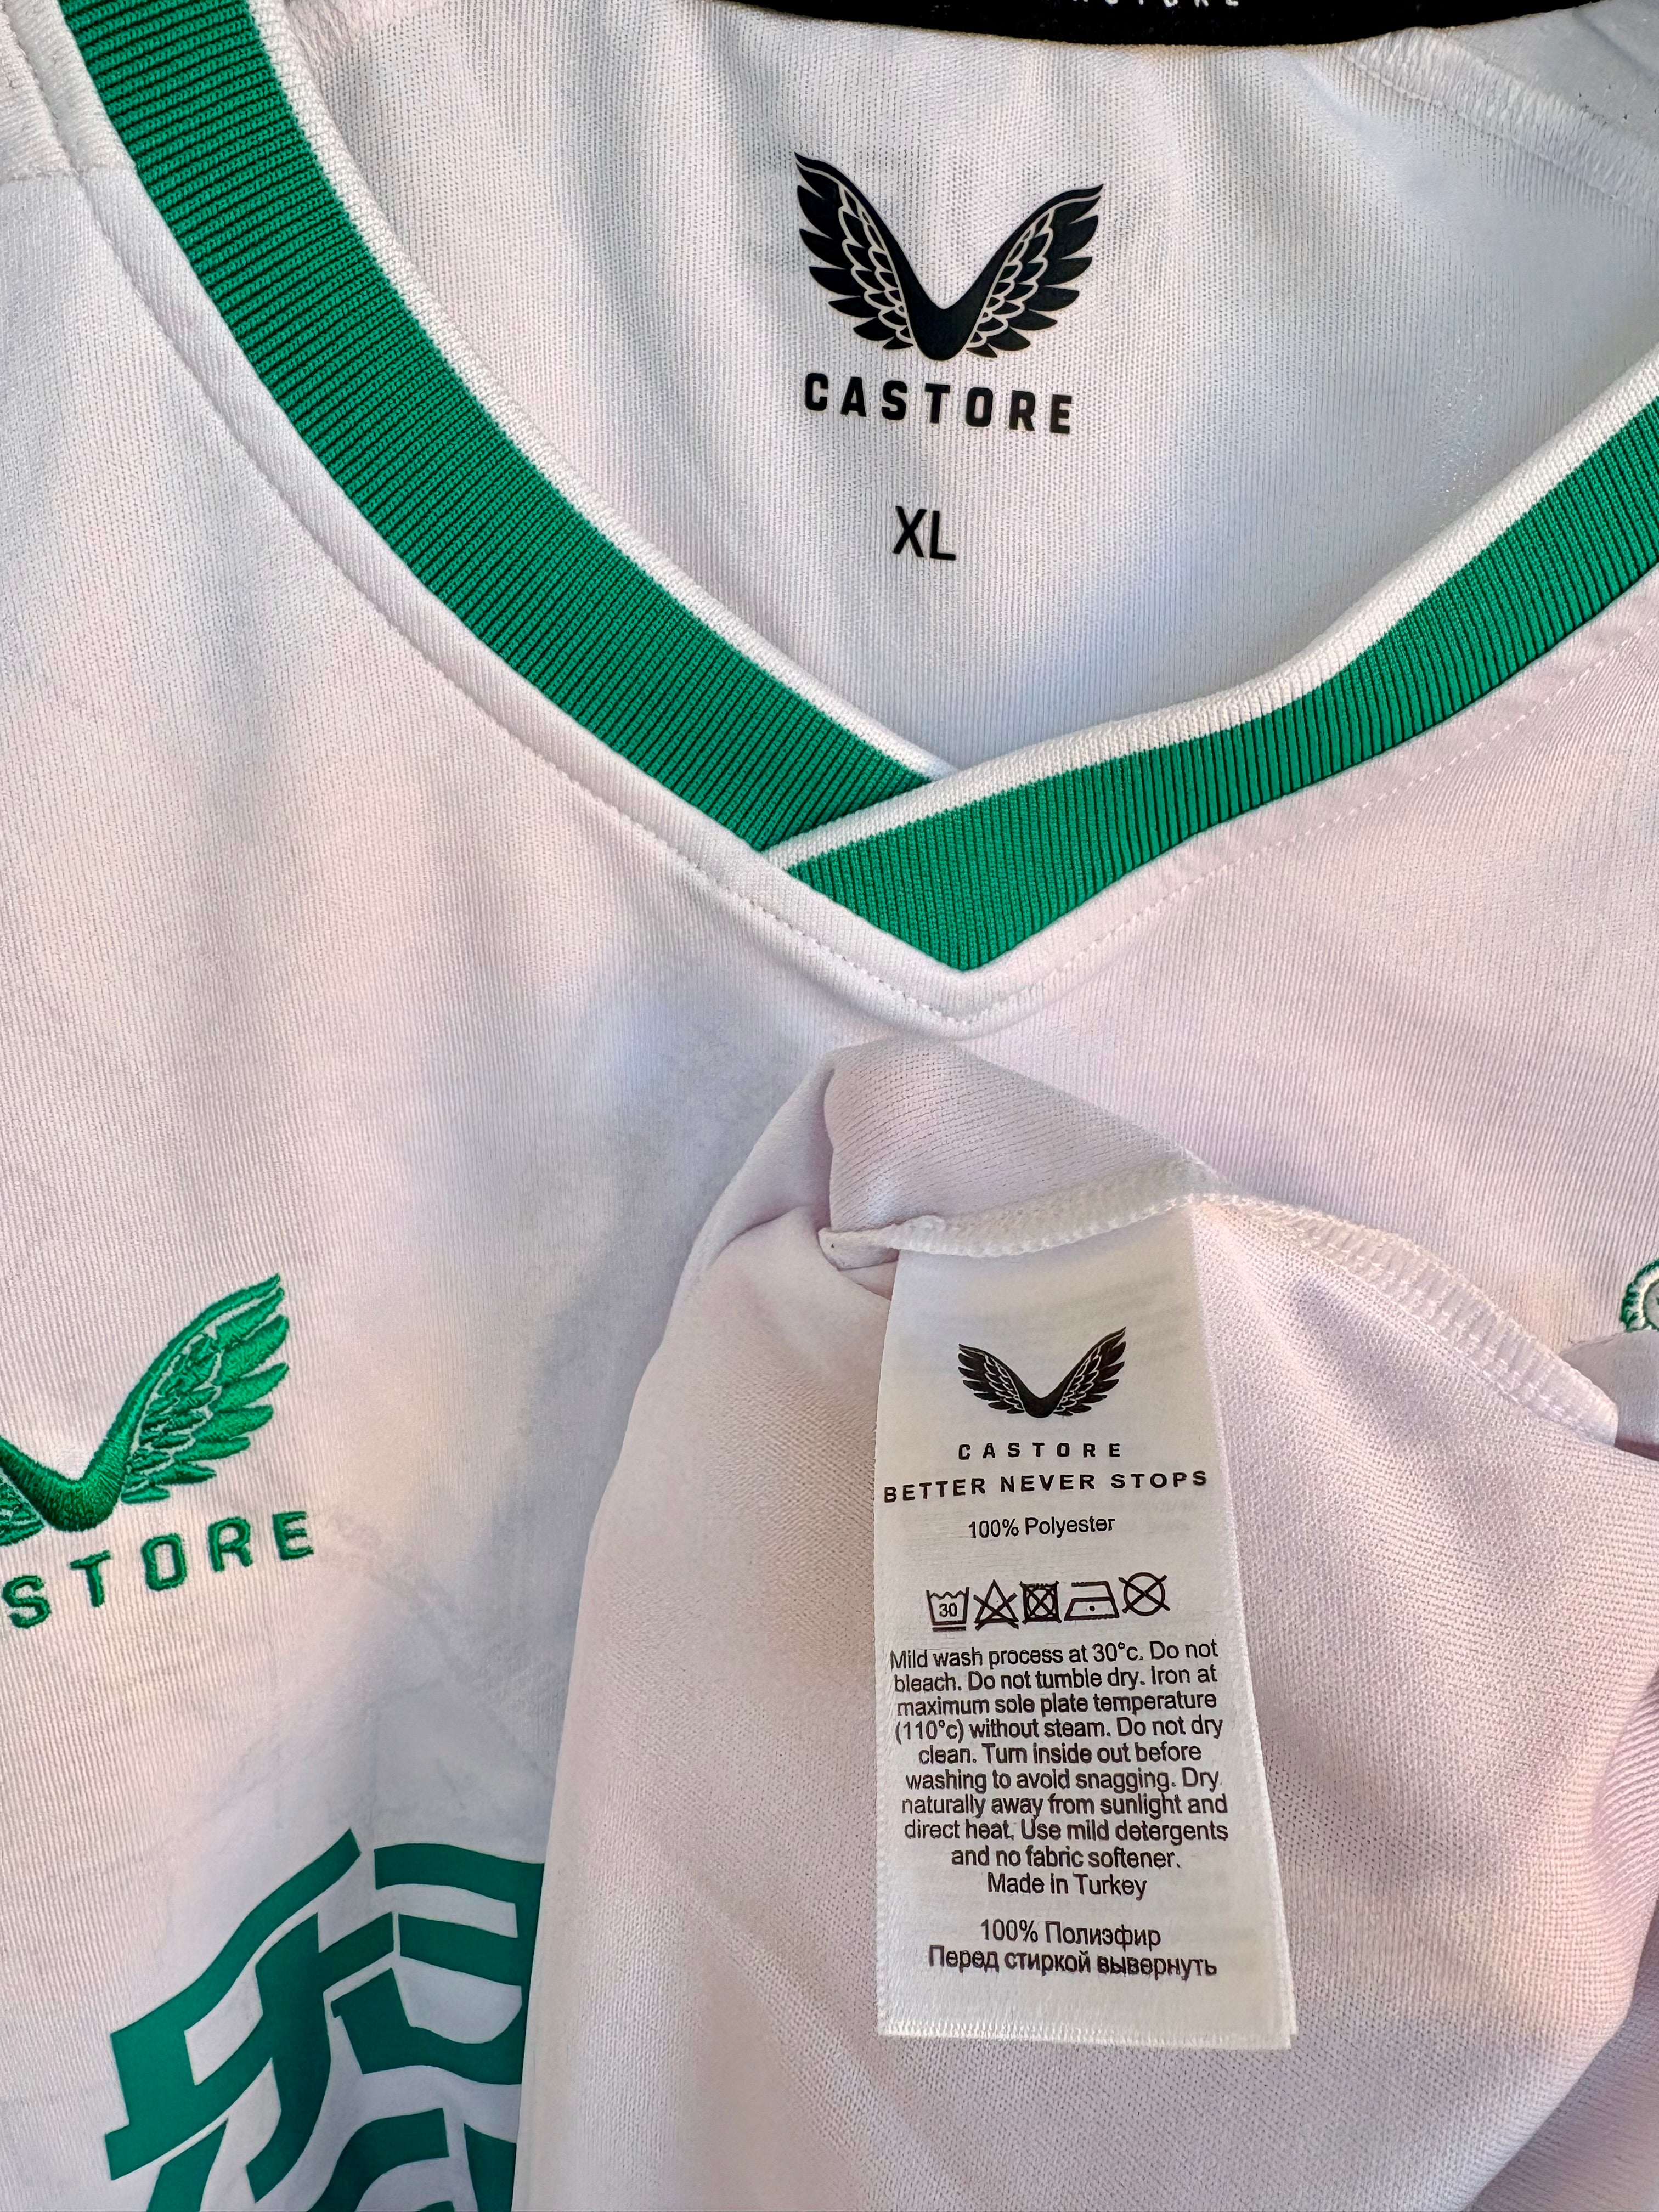 CASTORE
XL
STORE
CASTORE
BETTER NEVER STOPS
100% Polyester
30
Mild wash process at 30°c. Do not
bleach. Do not tumble dry. Iron at
maximum sole plate temperature
(110°c) without steam. Do not dry
clean. Turn inside out before
washing to avoid snagging. Dry
naturally away from sunlight and
direct heat. Use mild detergents
and no fabric softener.
Made in Turkey
100% Полиэфир
Перед стиркой вывернуть